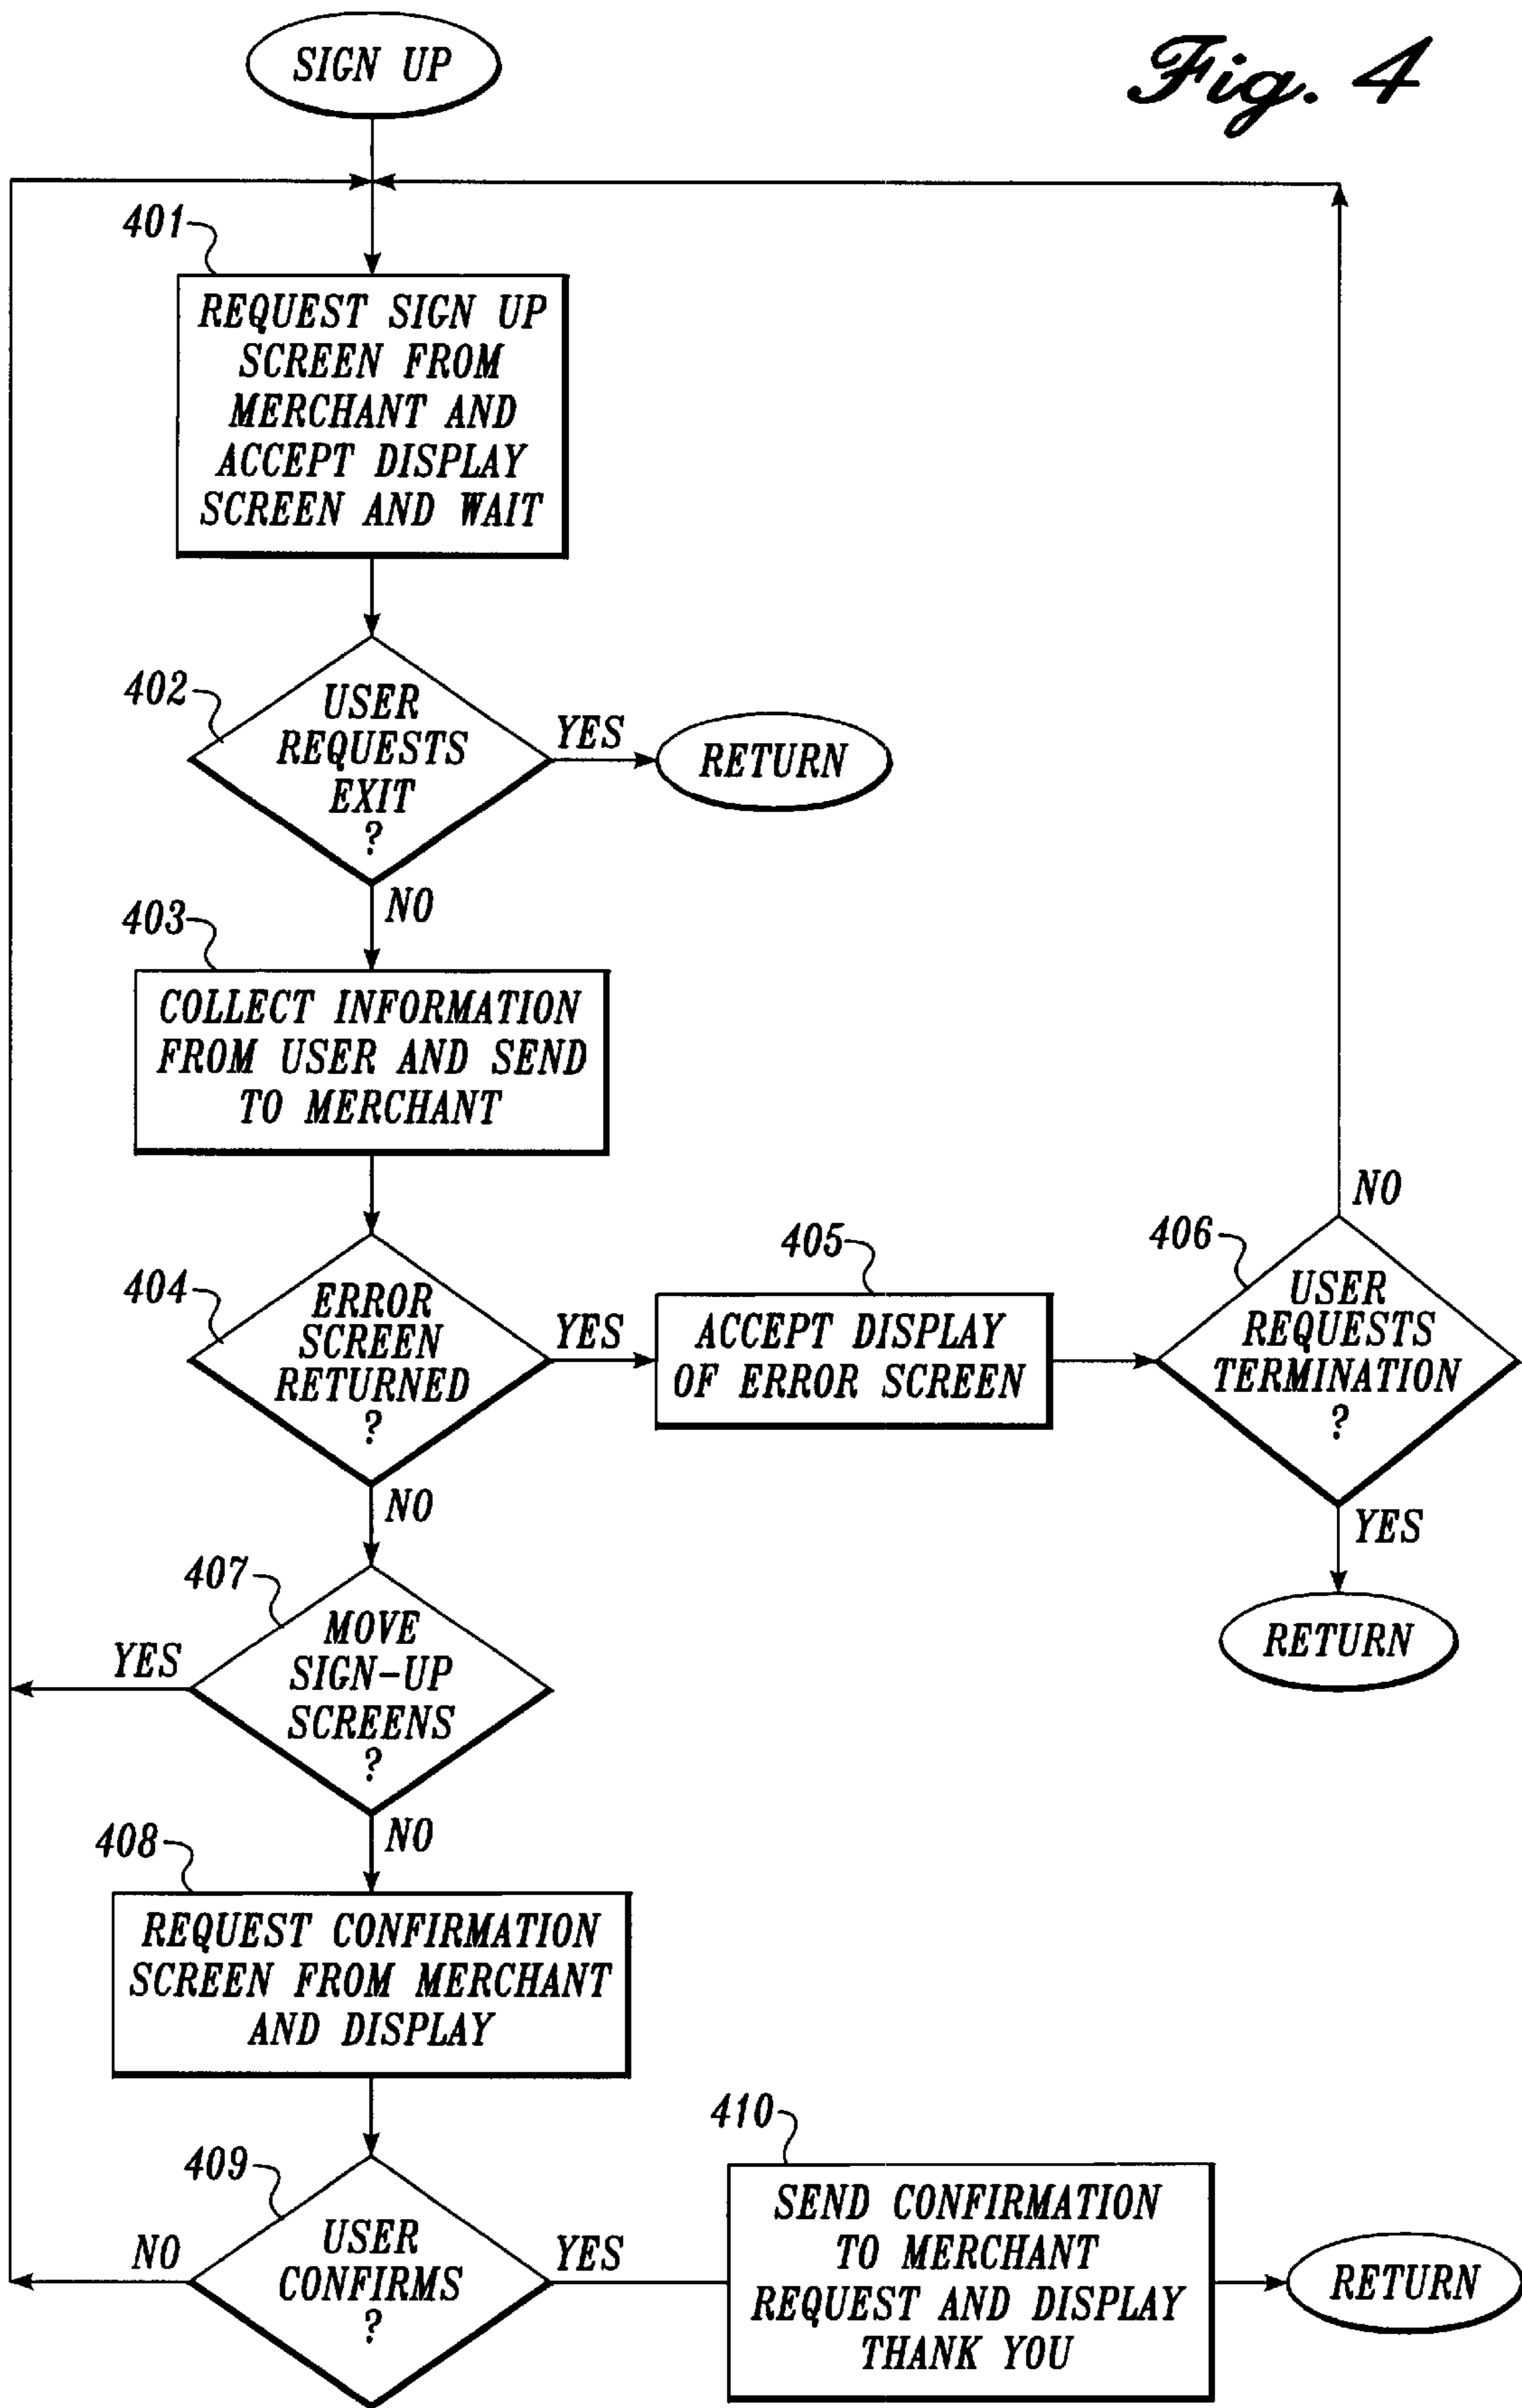 Fig. 4
SIGN UP
401
REQUEST SIGN UP
SCREEN FROM
MERCHANT AND
ACCEPT DISPLAY
SCREEN AND WAIT
402
USER
REQUESTS
EXIT
?
YES
RETURN
NO
403
COLLECT INFORMATION
FROM USER AND SEND
TO MERCHANT
404
ERROR
SCREEN
RETURNED
?
YES
405
ACCEPT DISPLAY
OF ERROR SCREEN
406
USER
REQUESTS
TERMINATION
?
NO
YES
RETURN
NO
407
MOVE
SIGN-UP
SCREENS
?
YES
NO
408
REQUEST CONFIRMATION
SCREEN FROM MERCHANT
AND DISPLAY
409
USER
CONFIRMS
?
NO
YES
410
SEND CONFIRMATION
TO MERCHANT
REQUEST AND DISPLAY
THANK YOU
RETURN